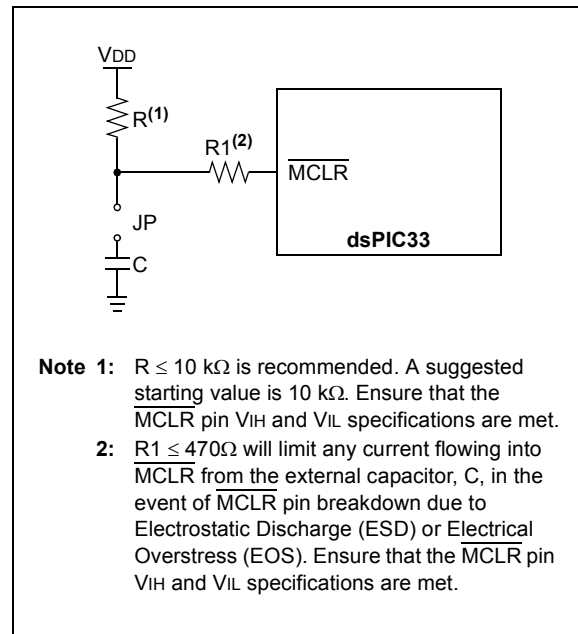 VDD
R(1)
R1(2)
MCLR
JP
dsPIC33
C
Note 1: R ≤ 10 kΩ is recommended. A suggested
starting value is 10 kΩ. Ensure that the
MCLR pin VIH and VIL specifications are met.
2: R1 ≤ 470Ω will limit any current flowing into
MCLR from the external capacitor, C, in the
event of MCLR pin breakdown due to
Electrostatic Discharge (ESD) or Electrical
Overstress (EOS). Ensure that the MCLR pin
VIH and VIL specifications are met.